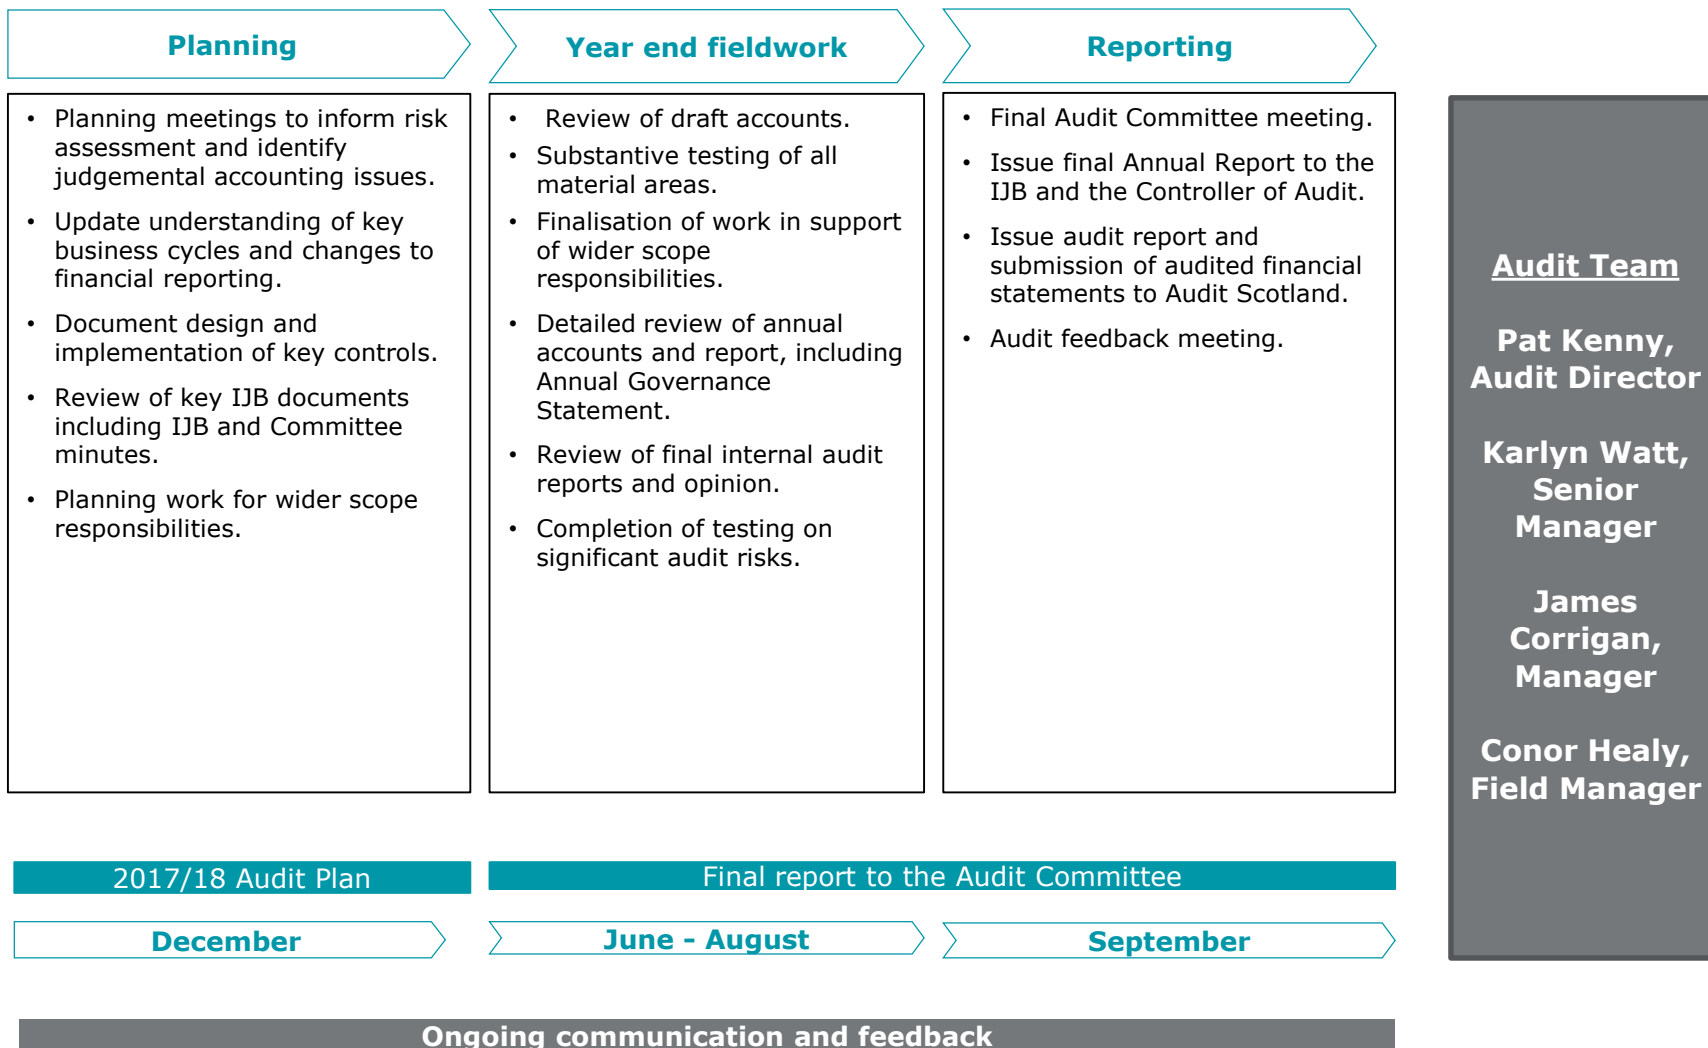 Planning
• Planning meetings to inform risk
assessment and identify
judgemental accounting issues.
• Update understanding of key
business cycles and changes to
financial reporting.
• Document design and
implementation of key controls.
• Review of key IJB documents
including IJB and Committee
minutes.
• Planning work for wider scope
responsibilities.
Year end fieldwork
• Review of draft accounts.
• Substantive testing of all
material areas.
• Finalisation of work in support
of wider scope
responsibilities.
• Detailed review of annual
accounts and report, including
Annual Governance
Statement.
• Review of final internal audit
reports and opinion.
• Completion of testing on
significant audit risks.
Reporting
• Final Audit Committee meeting.
• Issue final Annual Report to the
IJB and the Controller of Audit.
• Issue audit report and
submission of audited financial
statements to Audit Scotland.
• Audit feedback meeting.
Audit Team
Pat Kenny,
Audit Director
Karlyn Watt,
Senior
Manager
James
Corrigan,
Manager
Conor Healy,
Field Manager
2017/18 Audit Plan
Final report to the Audit Committee
December
June - August
September
Ongoing communication and feedback